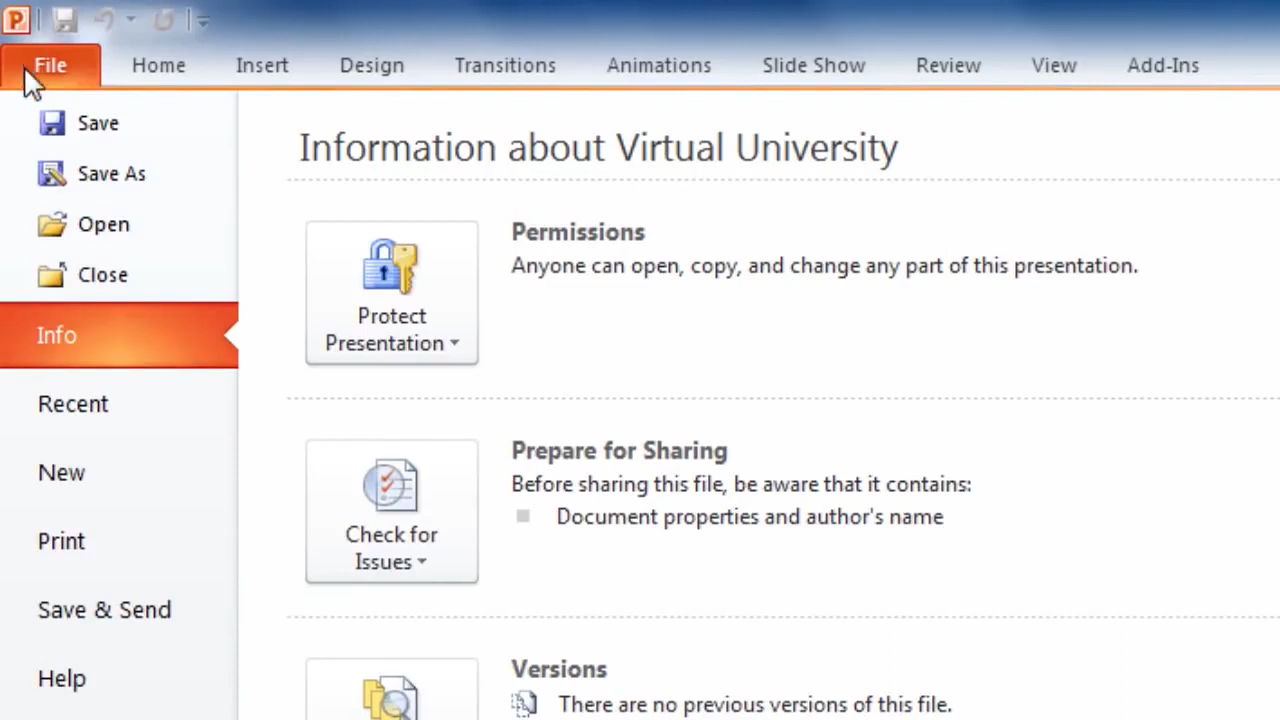 P
File Home Insert Design Transitions Animations Slide Show Review View Add-Ins
Save
Save As
Open
Close
Info
Recent
New
Print
Save & Send
Help
Information about Virtual University
Protect
Presentation
Permissions
Anyone can open, copy, and change any part of this presentation.
Check for
Issues
Prepare for Sharing
Before sharing this file, be aware that it contains:
Document properties and author's name
Versions
There are no previous versions of this file.